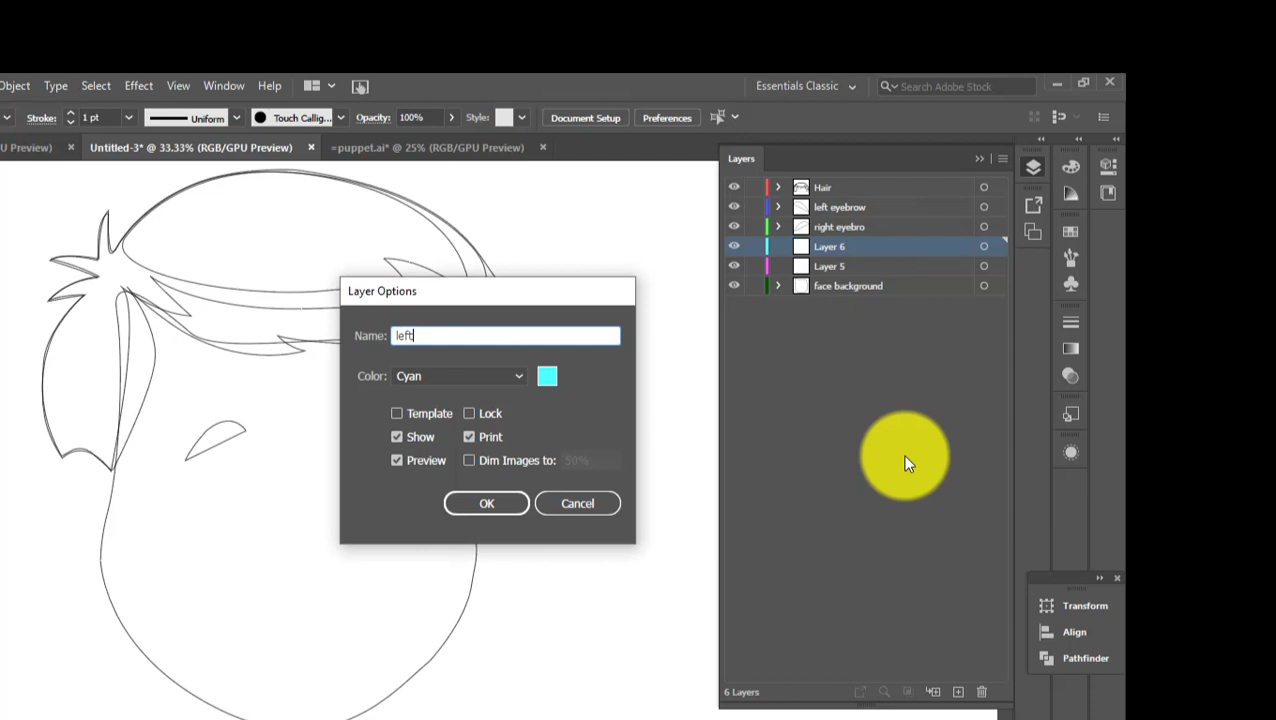 Object Type Select Effect View Window Help Essentials Classic Search Adobe Stock
Stroke: 1 pt Uniform Touch Callig... Opacity: 100% Style: Document Setup Preferences
U Preview) Untitled-3* @ 33.33% (RGB/GPU Preview) =puppet.ai* @ 25% (RGB/GPU Preview)
Layers
Hair
left eyebrow
right eyebro
Layer 6
Layer 5
face background
Layer Options
Name: left
Color: Cyan
Template Lock
Show Print
Preview Dim Images to: 50%
OK Cancel
Transform
Align
Pathfinder
6 Layers